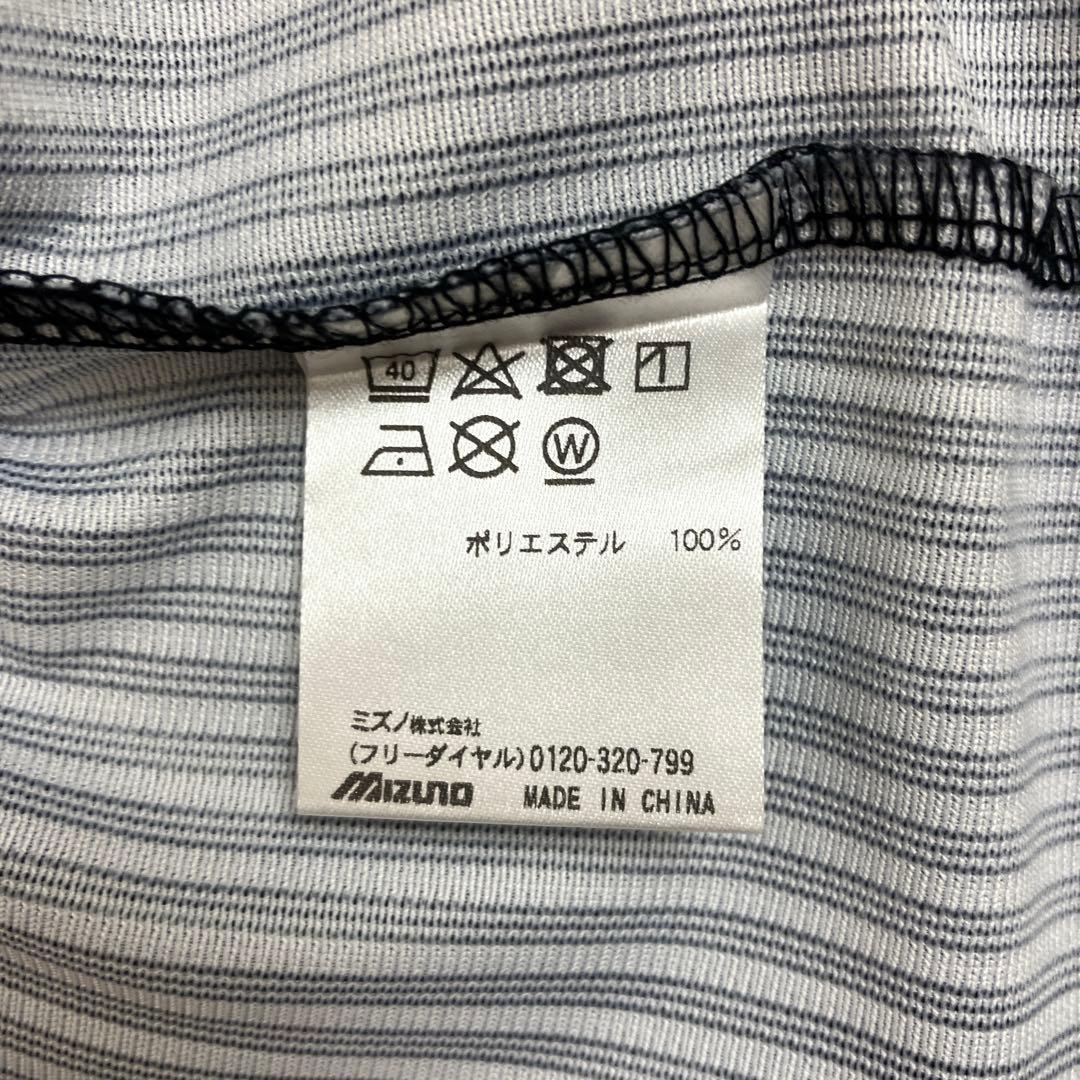 40
W
ポリエステル 100%
ミズノ株式会社
(フリーダイヤル)0120-320-799
MIZUNO MADE IN CHINA